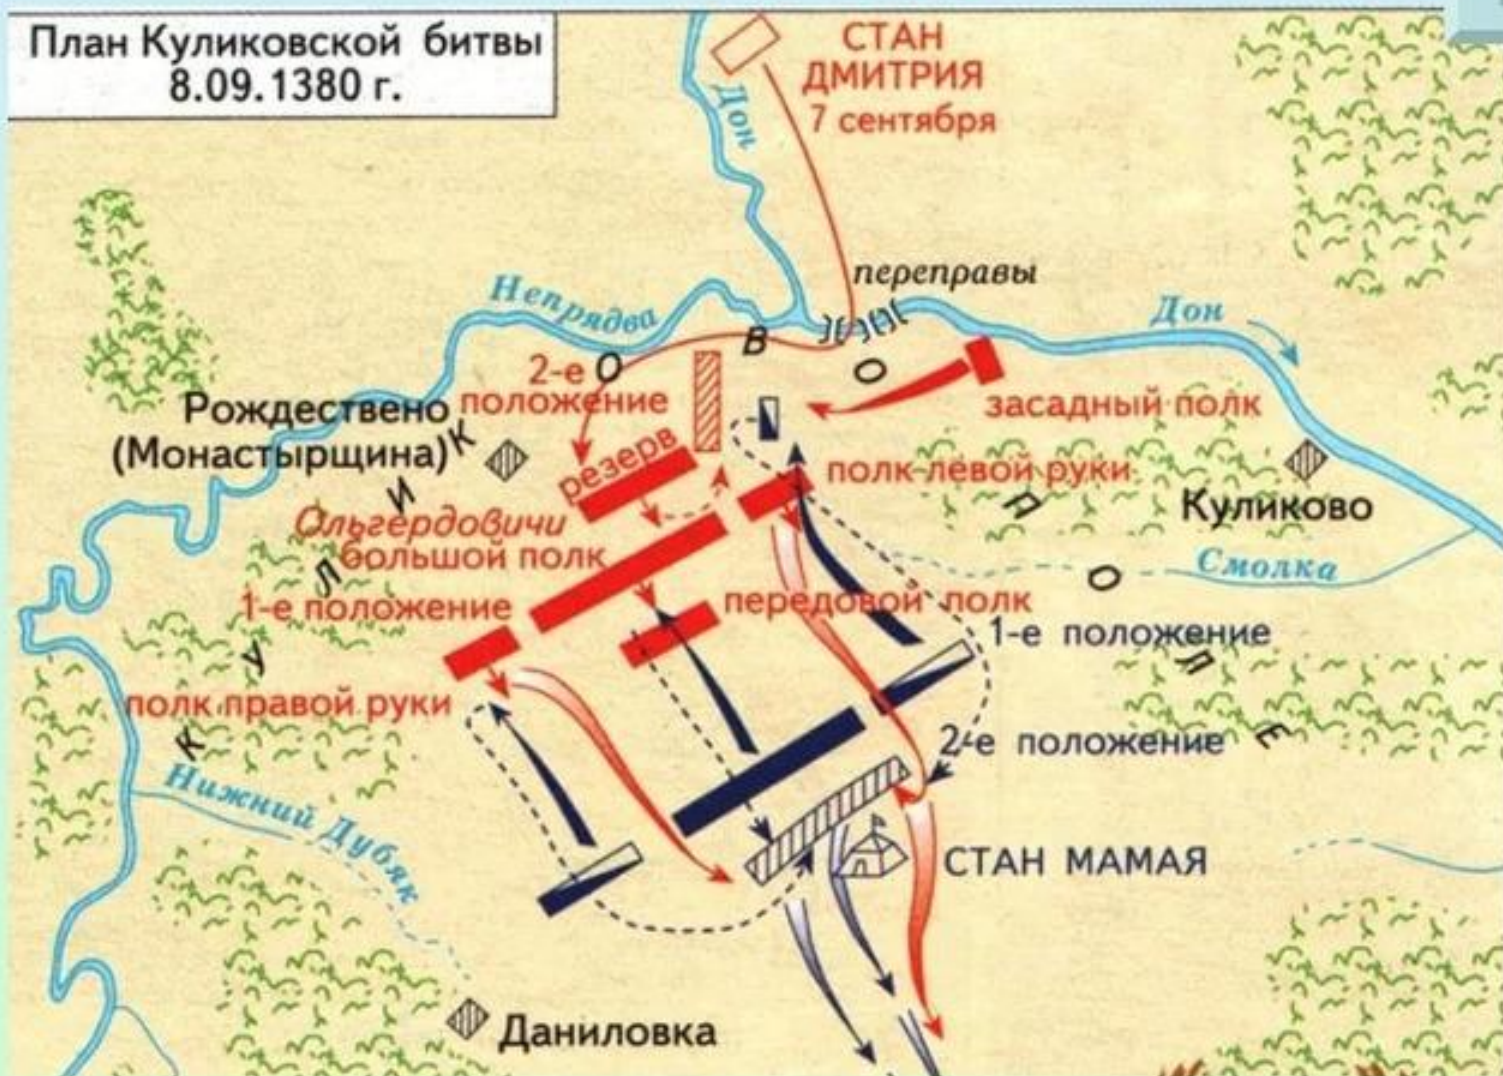 План Куликовской битвы
8.09.1380 г.
СТАН
ДМИТРИЯ
7 сентября
Дон
переправы
Непрядва
Дон
2-е
положение
Рождествено
(Монастырщина)
резерв
засадный полк
полк левой руки
Куликово
Ольгердовичи
большой полк
Смолка
1-е положение
передовой полк
1-е положение
полк правой руки
2-е положение
КУЛИКОВО ПОЛЕ
Нижний Дубяк
СТАН МАМАЯ
Даниловка